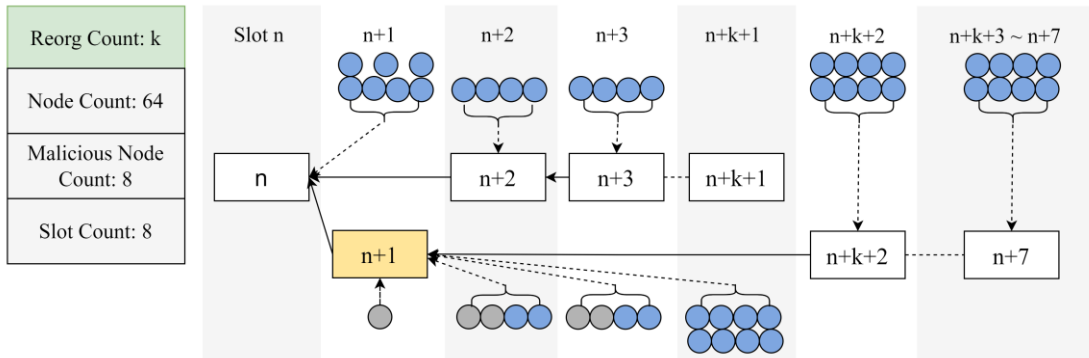 Reorg Count: k
Node Count: 64
Malicious Node
Count: 8
Slot Count: 8
Slot n
n+1
n+2
n+3
n+k+1
n+k+2
n+k+3 ~ n+7
n
n+2
n+3
n+k+1
n+1
n+k+2
n+7